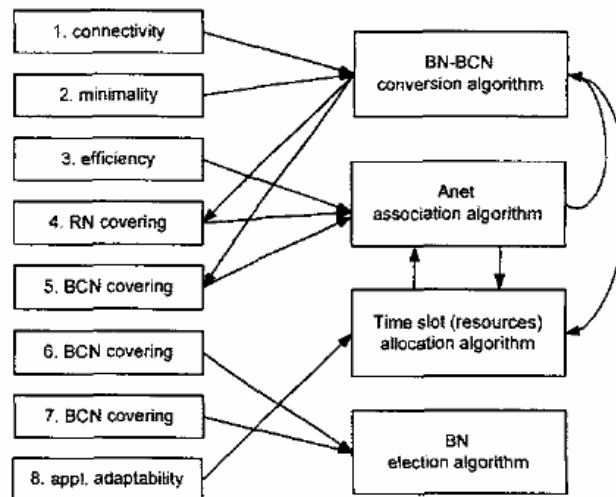 1. connectivity
2. minimality
3. efficiency
4. RN covering
5. BCN covering
6. BCN covering
7. BCN covering
8. appl. adaptability
BN-BCN
conversion algorithm
Anet
association algorithm
Time slot (resources)
allocation algorithm
BN
election algorithm